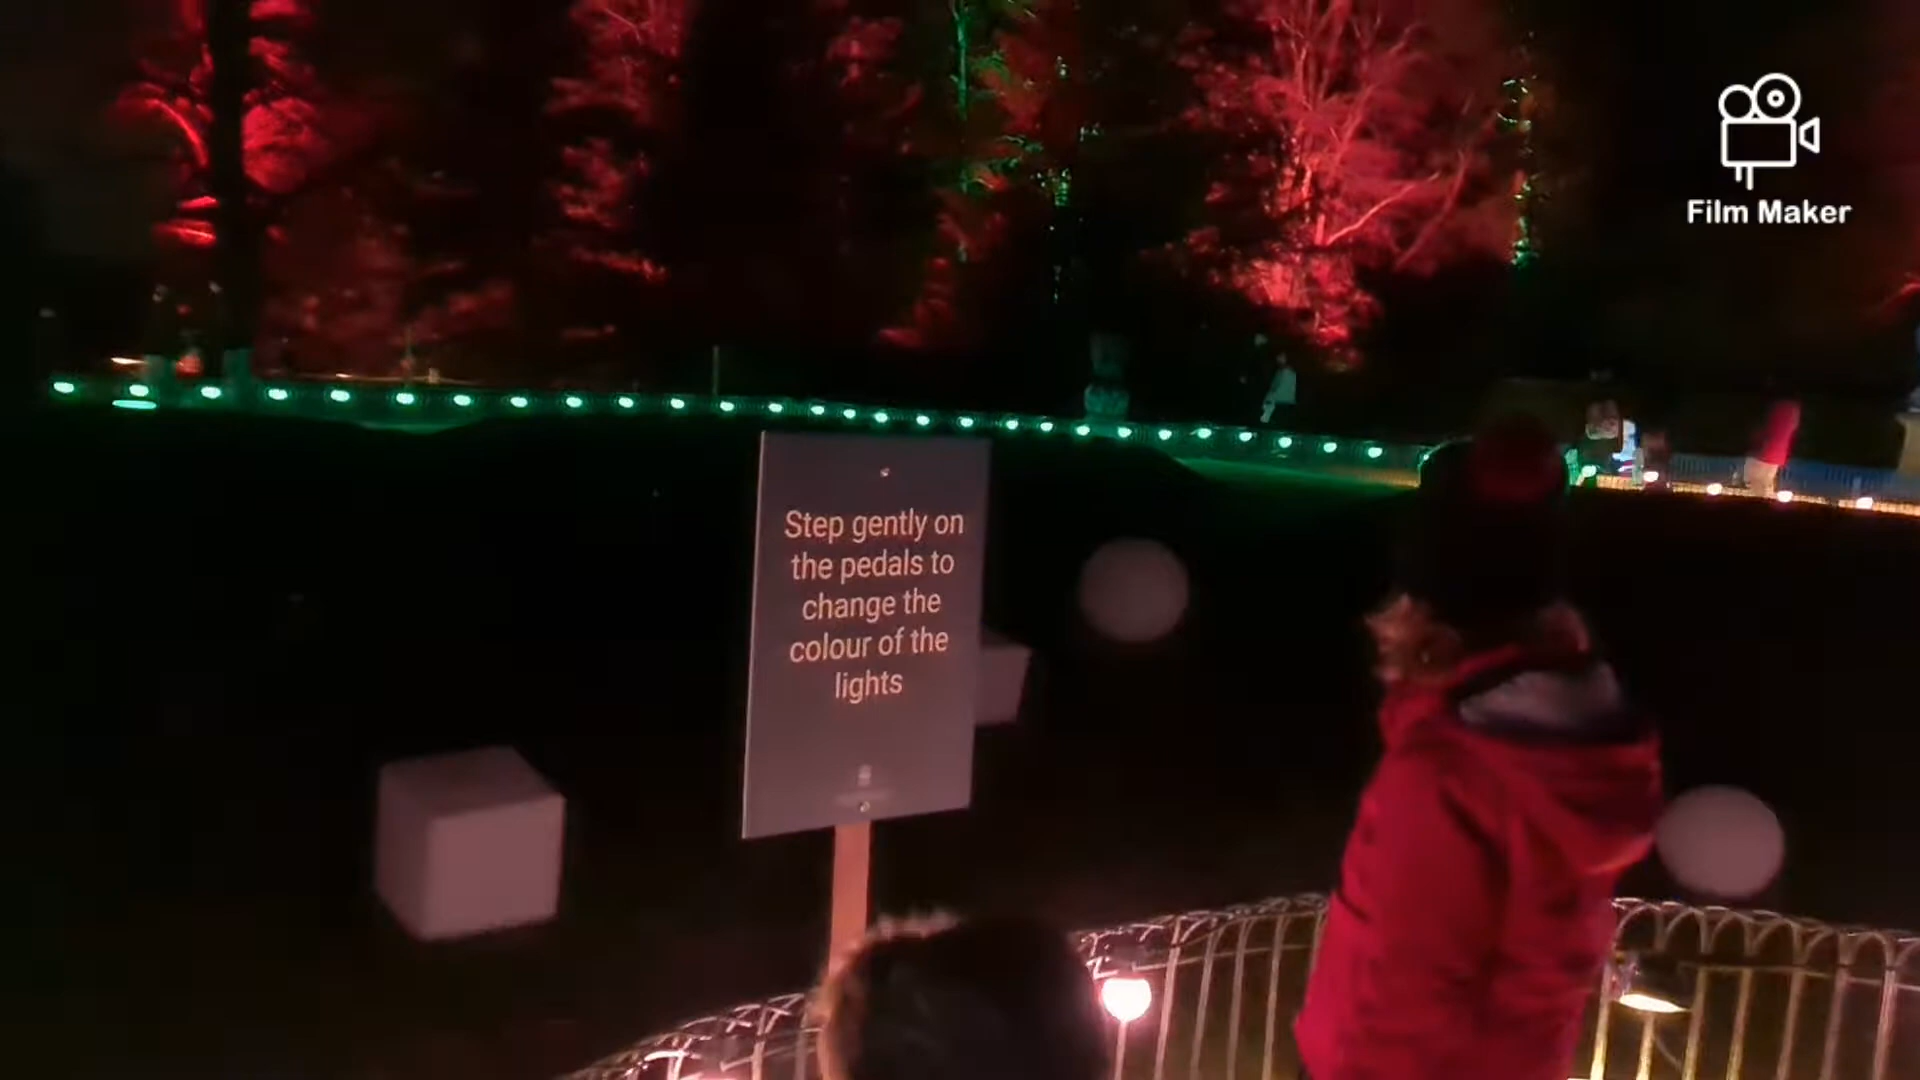 Film Maker
Step gently on
the pedals to
change the
colour of the
lights